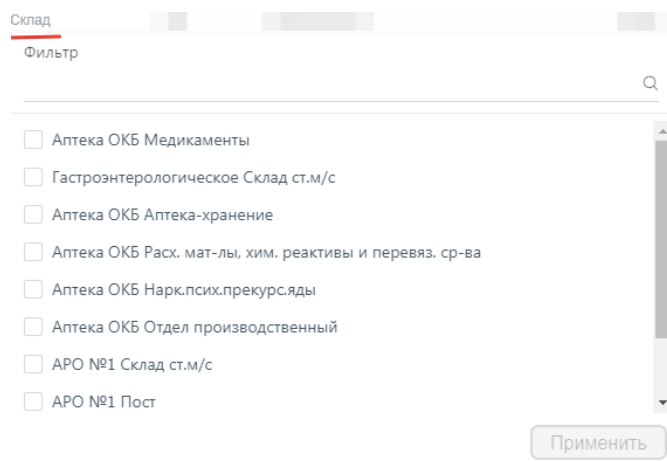 Склад
Фильтр
Аптека ОКБ Медикаменты
Гастроэнтерологическое Склад ст.м/с
Аптека ОКБ Аптека-хранение
Аптека ОКБ Расх. мат-лы, хим. реактивы и перевяз. ср-ва
Аптека ОКБ Нарк.псих.прекурс.яды
Аптека ОКБ Отдел производственный
АРО №1 Склад ст.м/с
АРО №1 Пост
Применить